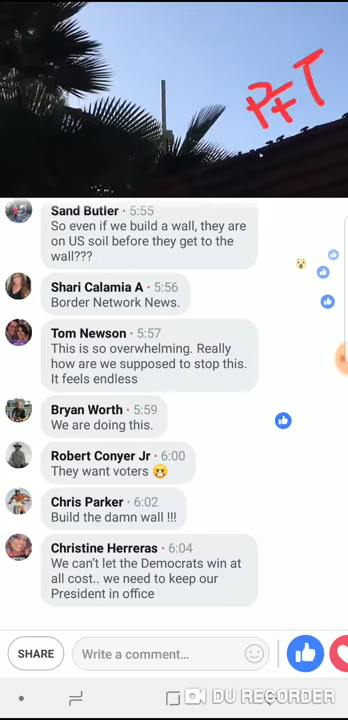 PFT
Sand Butler · 5:55
So even if we build a wall, they are
on US soil before they get to the
wall???
Shari Calamia A · 5:56
Border Network News.
Tom Newson · 5:57
This is so overwhelming. Really
how are we supposed to stop this.
It feels endless
Bryan Worth · 5:59
We are doing this.
Robert Conyer Jr · 6:00
They want voters 😷
Chris Parker · 6:02
Build the damn wall !!!
Christine Herreras · 6:04
We can't let the Democrats win at
all cost.. we need to keep our
President in office
SHARE
Write a comment…
DU RECORDER